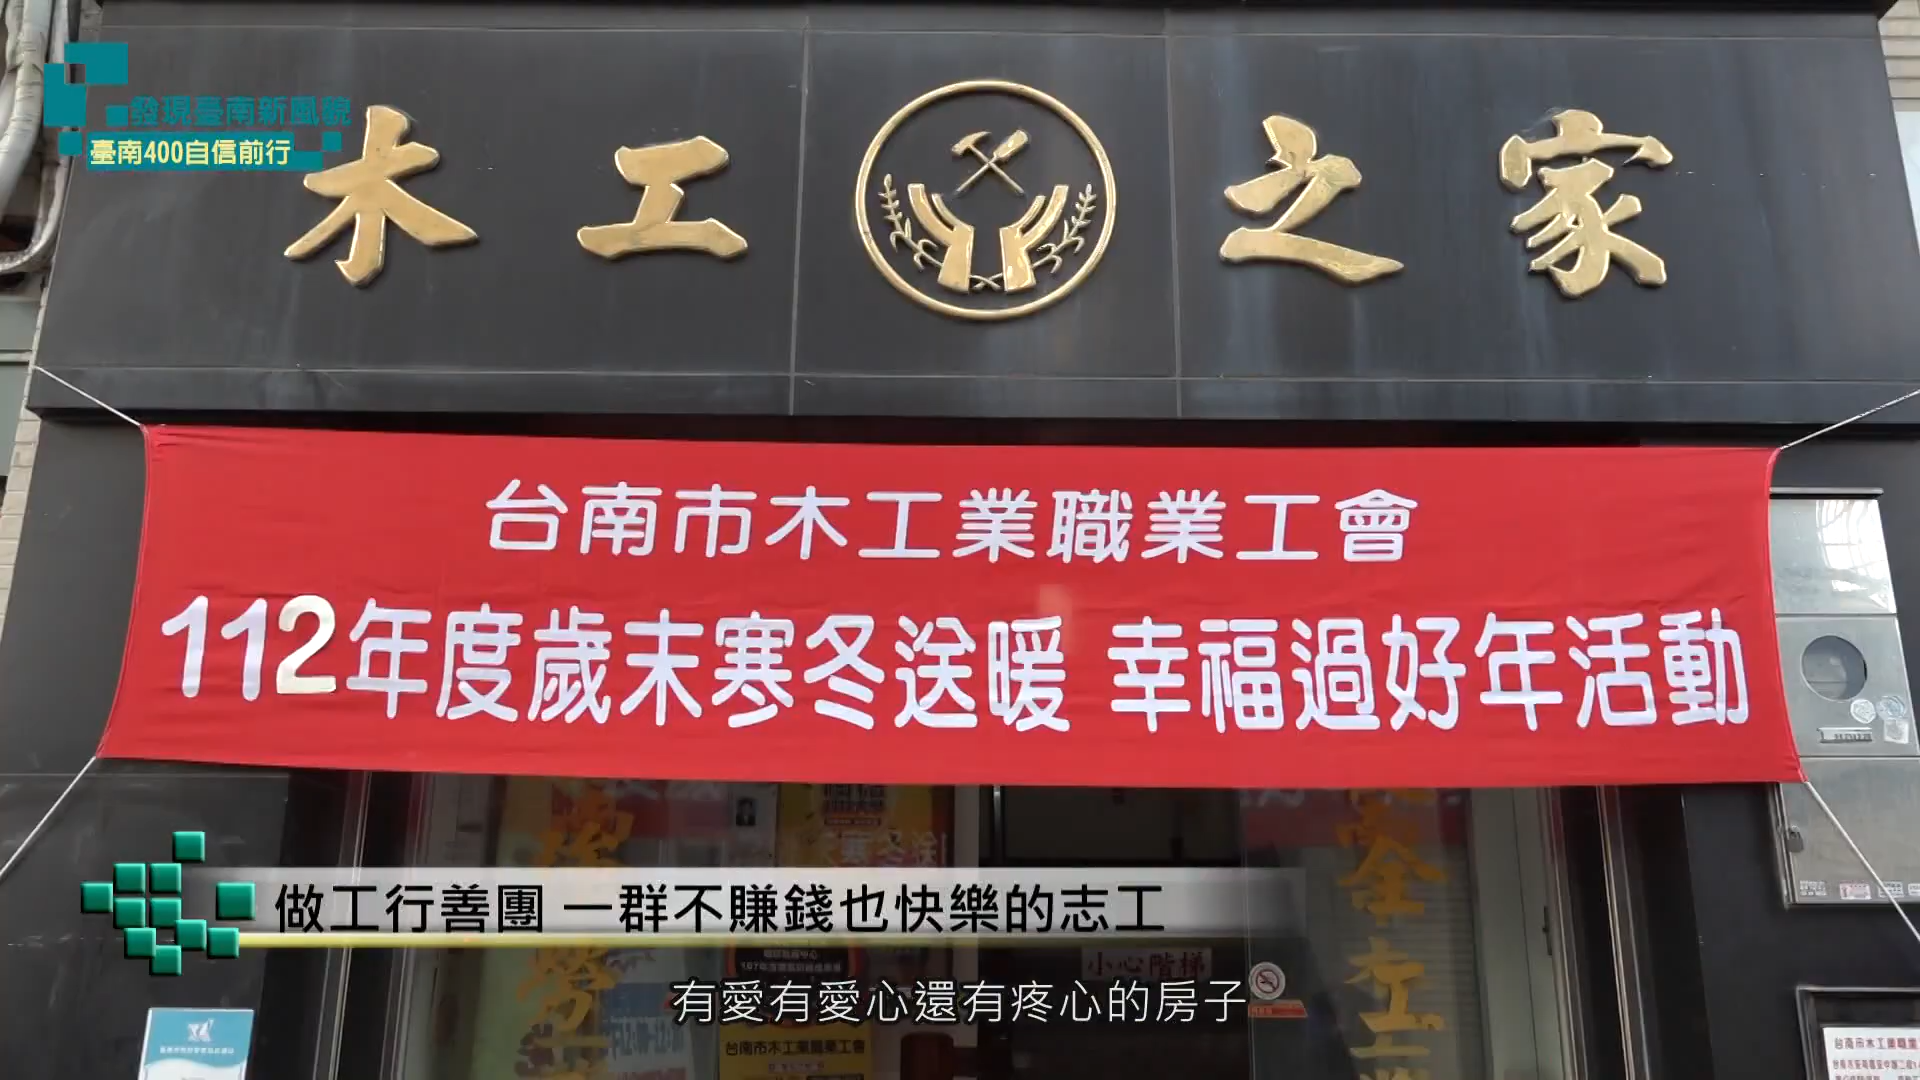 發現臺南新風貌
臺南400自信前行
木工之家
台南市木工業職業工會
112年度歲末寒冬送暖 幸福過好年活動
做工行善團 一群不賺錢也快樂的志工
小心階梯
有愛有愛心還有疼心的房子
台南市木工業職業工會